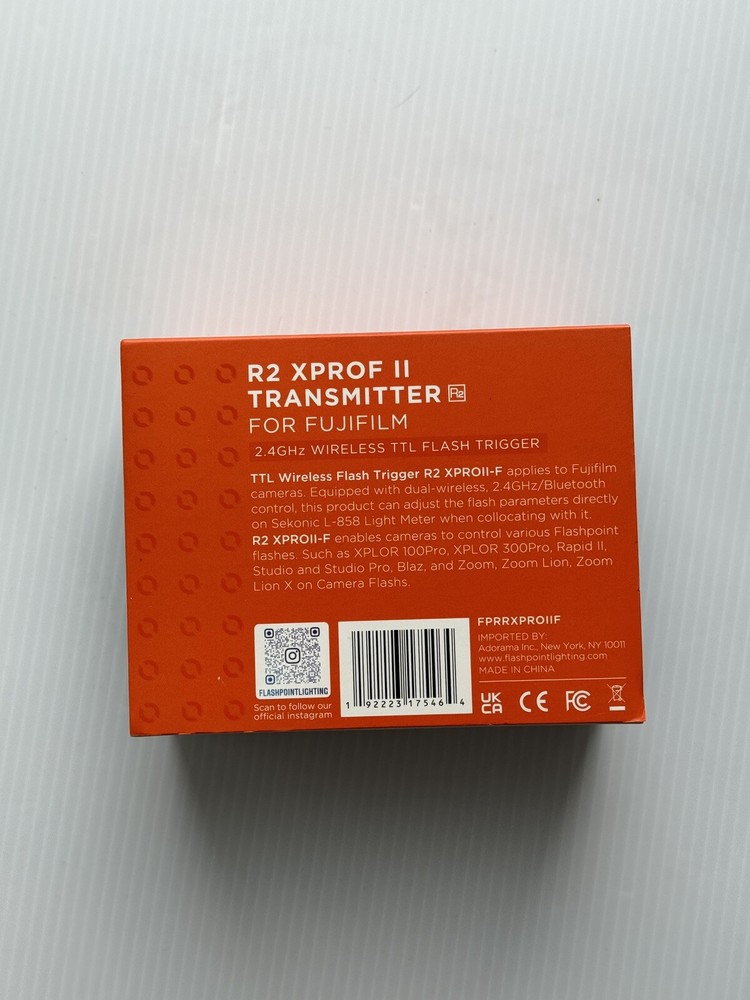 R2 XPROF II
TRANSMITTER R2
FOR FUJIFILM
2.4GHz WIRELESS TTL FLASH TRIGGER
TTL Wireless Flash Trigger R2 XPROII-F applies to Fujifilm
cameras. Equipped with dual-wireless, 2.4GHz/Bluetooth
control, this product can adjust the flash parameters directly
on Sekonic L-858 Light Meter when collocating with it.
R2 XPROII-F enables cameras to control various Flashpoint
flashes. Such as XPLOR 100Pro, XPLOR 300Pro, Rapid II,
Studio and Studio Pro, Blaz, and Zoom, Zoom Lion, Zoom
Lion X on Camera Flashs.
FLASHPOINTLIGHTING
Scan to follow our
official instagram
1 92223 17546 4
FPRRXPROIIF
IMPORTED BY:
Adorama Inc., New York, NY 10011
www.flashpointlighting.com
MADE IN CHINA
UK
CA CE FC